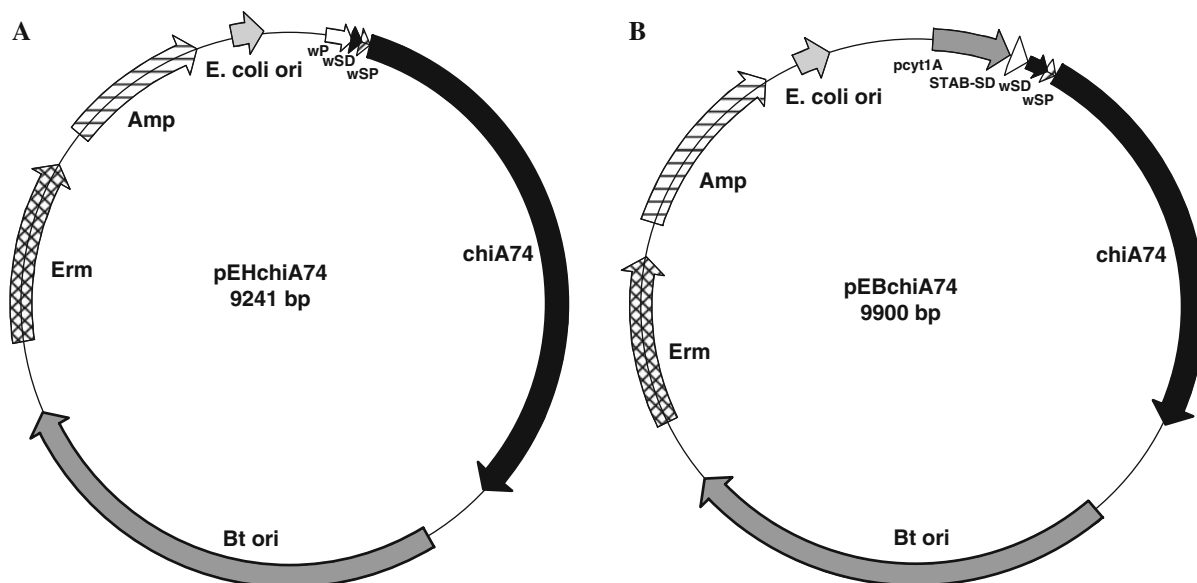 A
wP
wSD
wSP
E. coli ori
Amp
Erm
pEHchiA74
9241 bp
chiA74
Bt ori
B
pcyt1A
STAB-SD
wSD
wSP
E. coli ori
Amp
Erm
pEBchiA74
9900 bp
chiA74
Bt ori